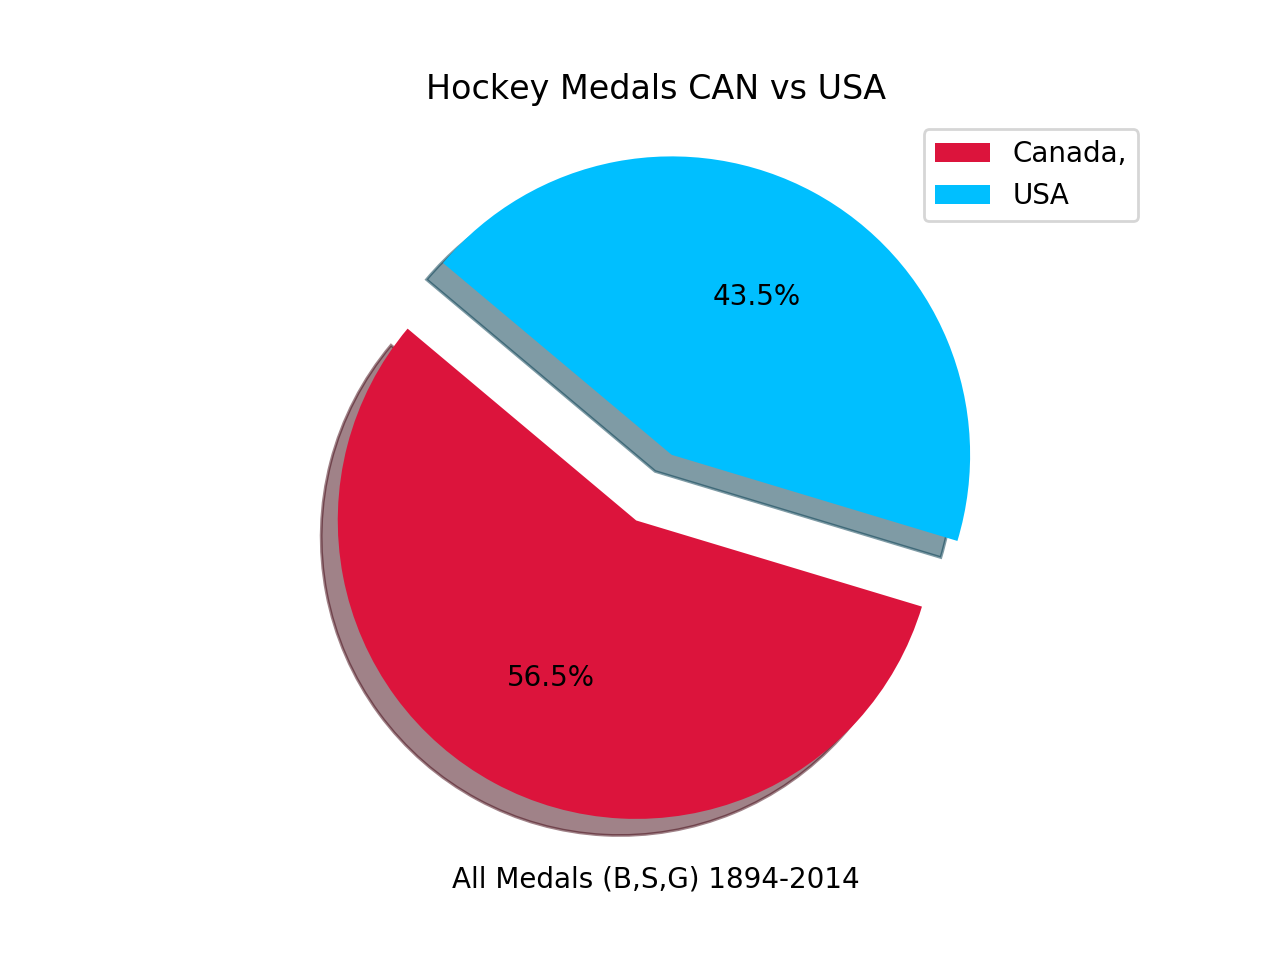 Hockey Medals CAN vs USA
Canada,
USA
43.5%
56.5%
All Medals (B,S,G) 1894-2014